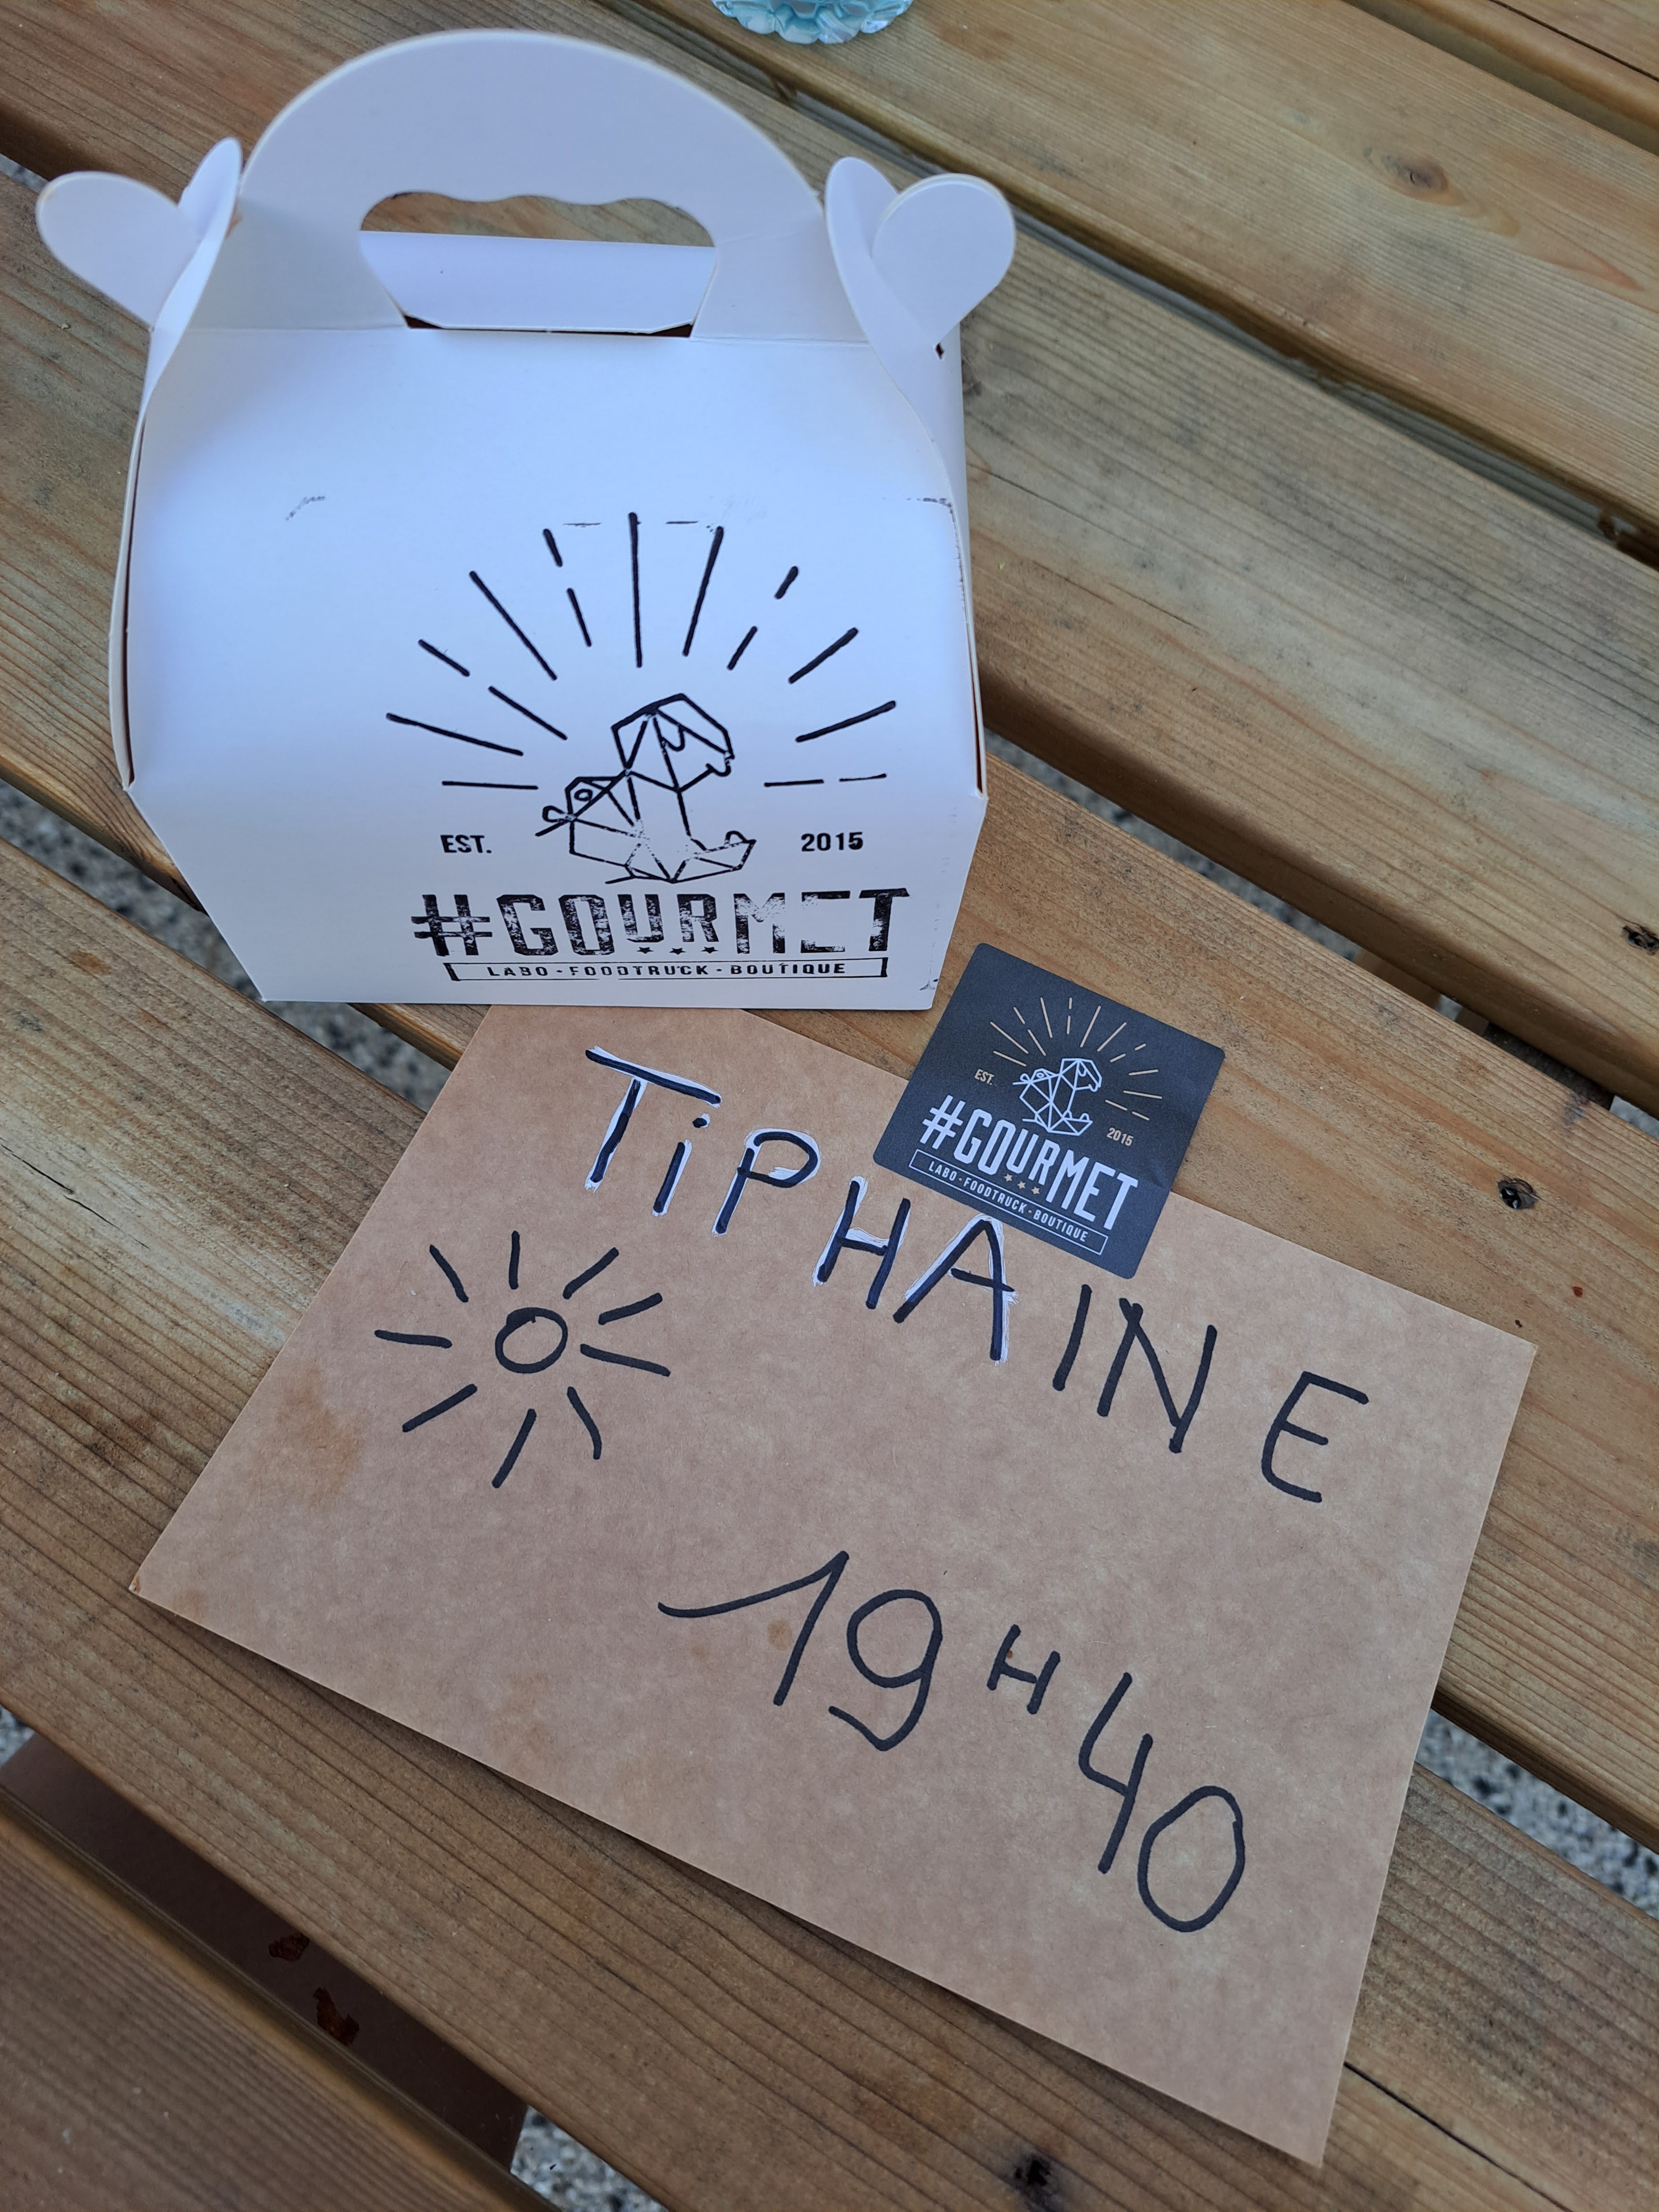 EST. 2015
#GOURMET
LABO · FOODTRUCK · BOUTIQUE
EST. 2015
#GOURMET
LABO · FOODTRUCK · BOUTIQUE
TiPHAINE
19H40